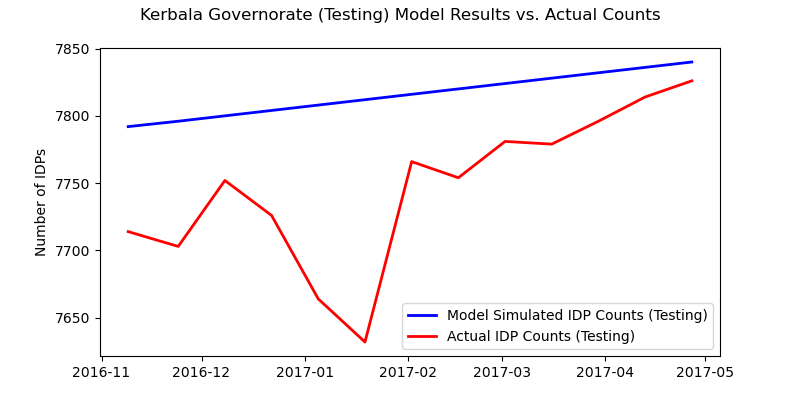 Kerbala Governorate (Testing) Model Results vs. Actual Counts
7850
7800
7750
7700
7650
Number of IDPs
Model Simulated IDP Counts (Testing)
Actual IDP Counts (Testing)
2016-11 2016-12 2017-01 2017-02 2017-03 2017-04 2017-05